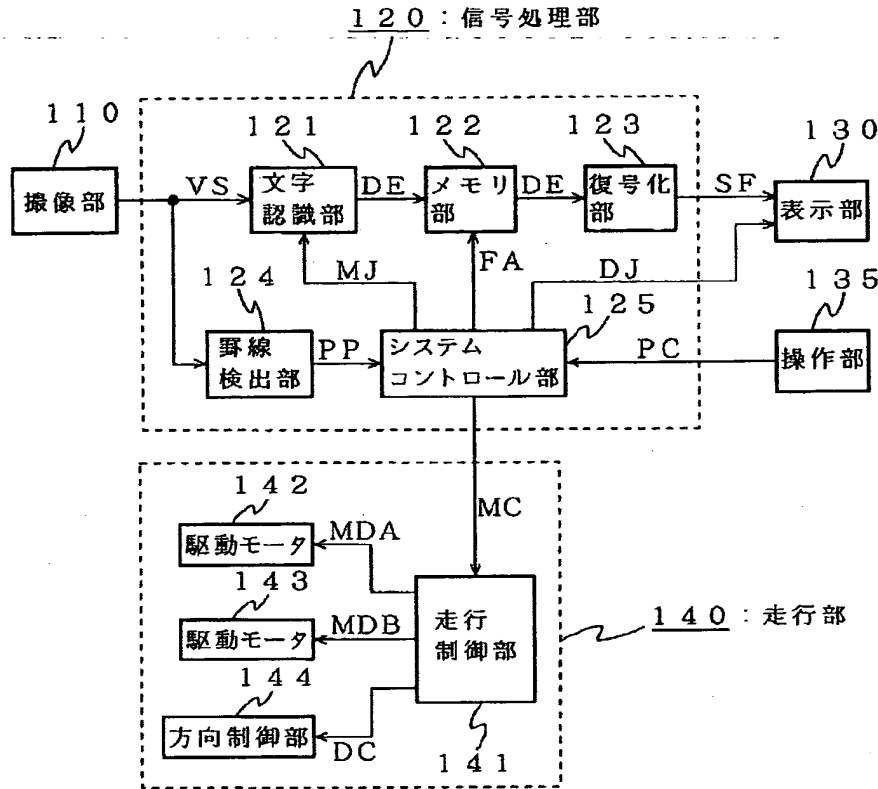 120：信号処理部
110
撮像部
VS
121
文字
認識部
DE
122
メモリ
部
DE
123
復号化
部
SF
130
表示部
MJ
FA
DJ
124
罫線
検出部
PP
125
システム
コントロール部
PC
135
操作部
MC
142
駆動モータ
MDA
143
駆動モータ
MDB
144
方向制御部
DC
走行
制御部
141
140：走行部